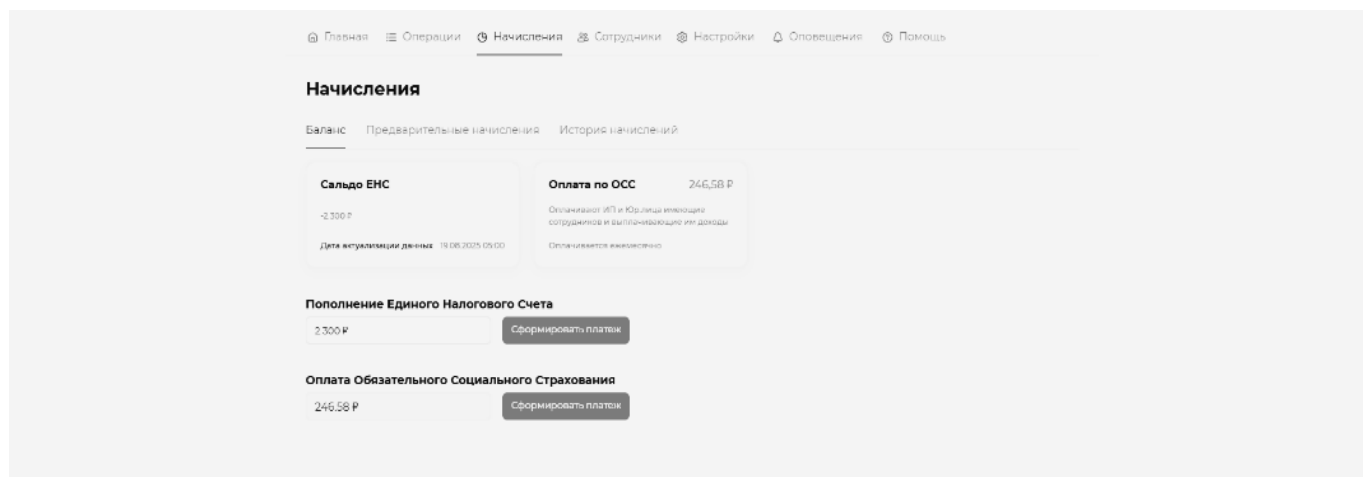 Главная Операции Начисления Сотрудники Настройки Оповещения Помощь
Начисления
Баланс Предварительные начисления История начислений
Сальдо ЕНС
-2 300 ₽
Дата актуализации данных 19.08.2025 05:00
Оплата по ОСС 246,58 ₽
Оплачивают ИП и Юр.лица имеющие
сотрудников и выплачивающие им доходы
Оплачивается ежемесячно
Пополнение Единого Налогового Счета
2 300 ₽ Сформировать платеж
Оплата Обязательного Социального Страхования
246.58 ₽ Сформировать платеж